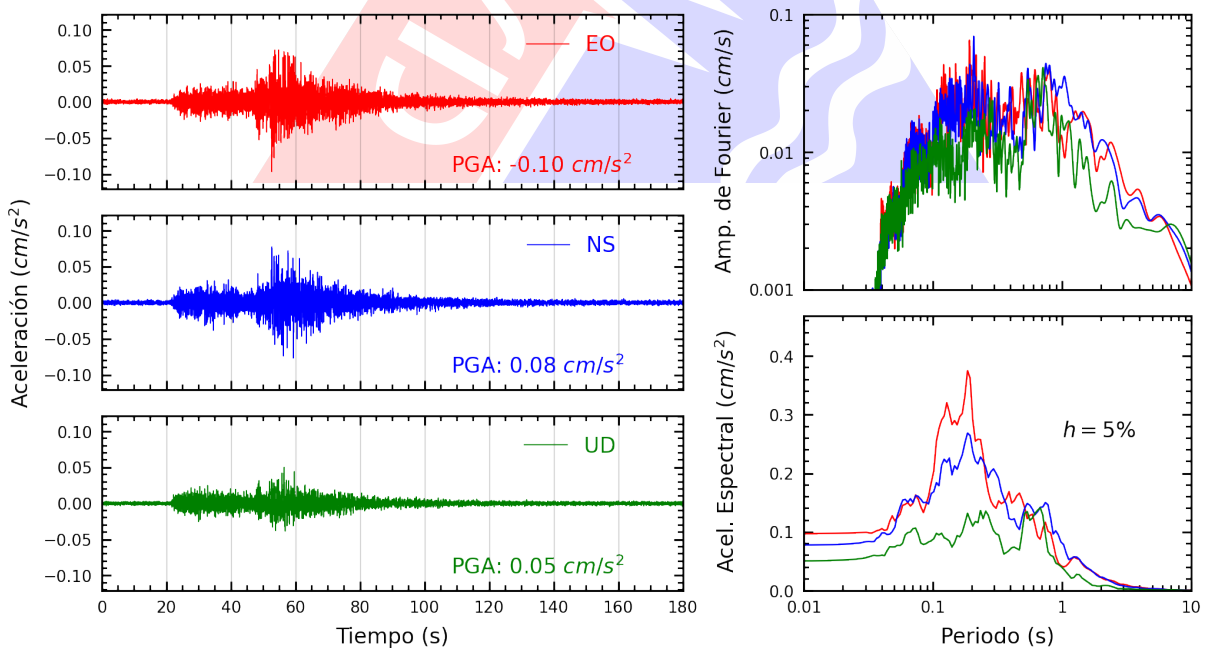 Aceleración (cm/s²)
0.10
0.05
0.00
−0.05
−0.10
EO
PGA: -0.10 cm/s²
0.10
0.05
0.00
−0.05
−0.10
NS
PGA: 0.08 cm/s²
0.10
0.05
0.00
−0.05
−0.10
UD
PGA: 0.05 cm/s²
0 20 40 60 80 100 120 140 160 180
Tiempo (s)
Amp. de Fourier (cm/s)
0.1
0.01
0.001
Acel. Espectral (cm/s²)
0.4
0.3
0.2
0.1
0.0
h = 5%
0.01 0.1 1 10
Periodo (s)